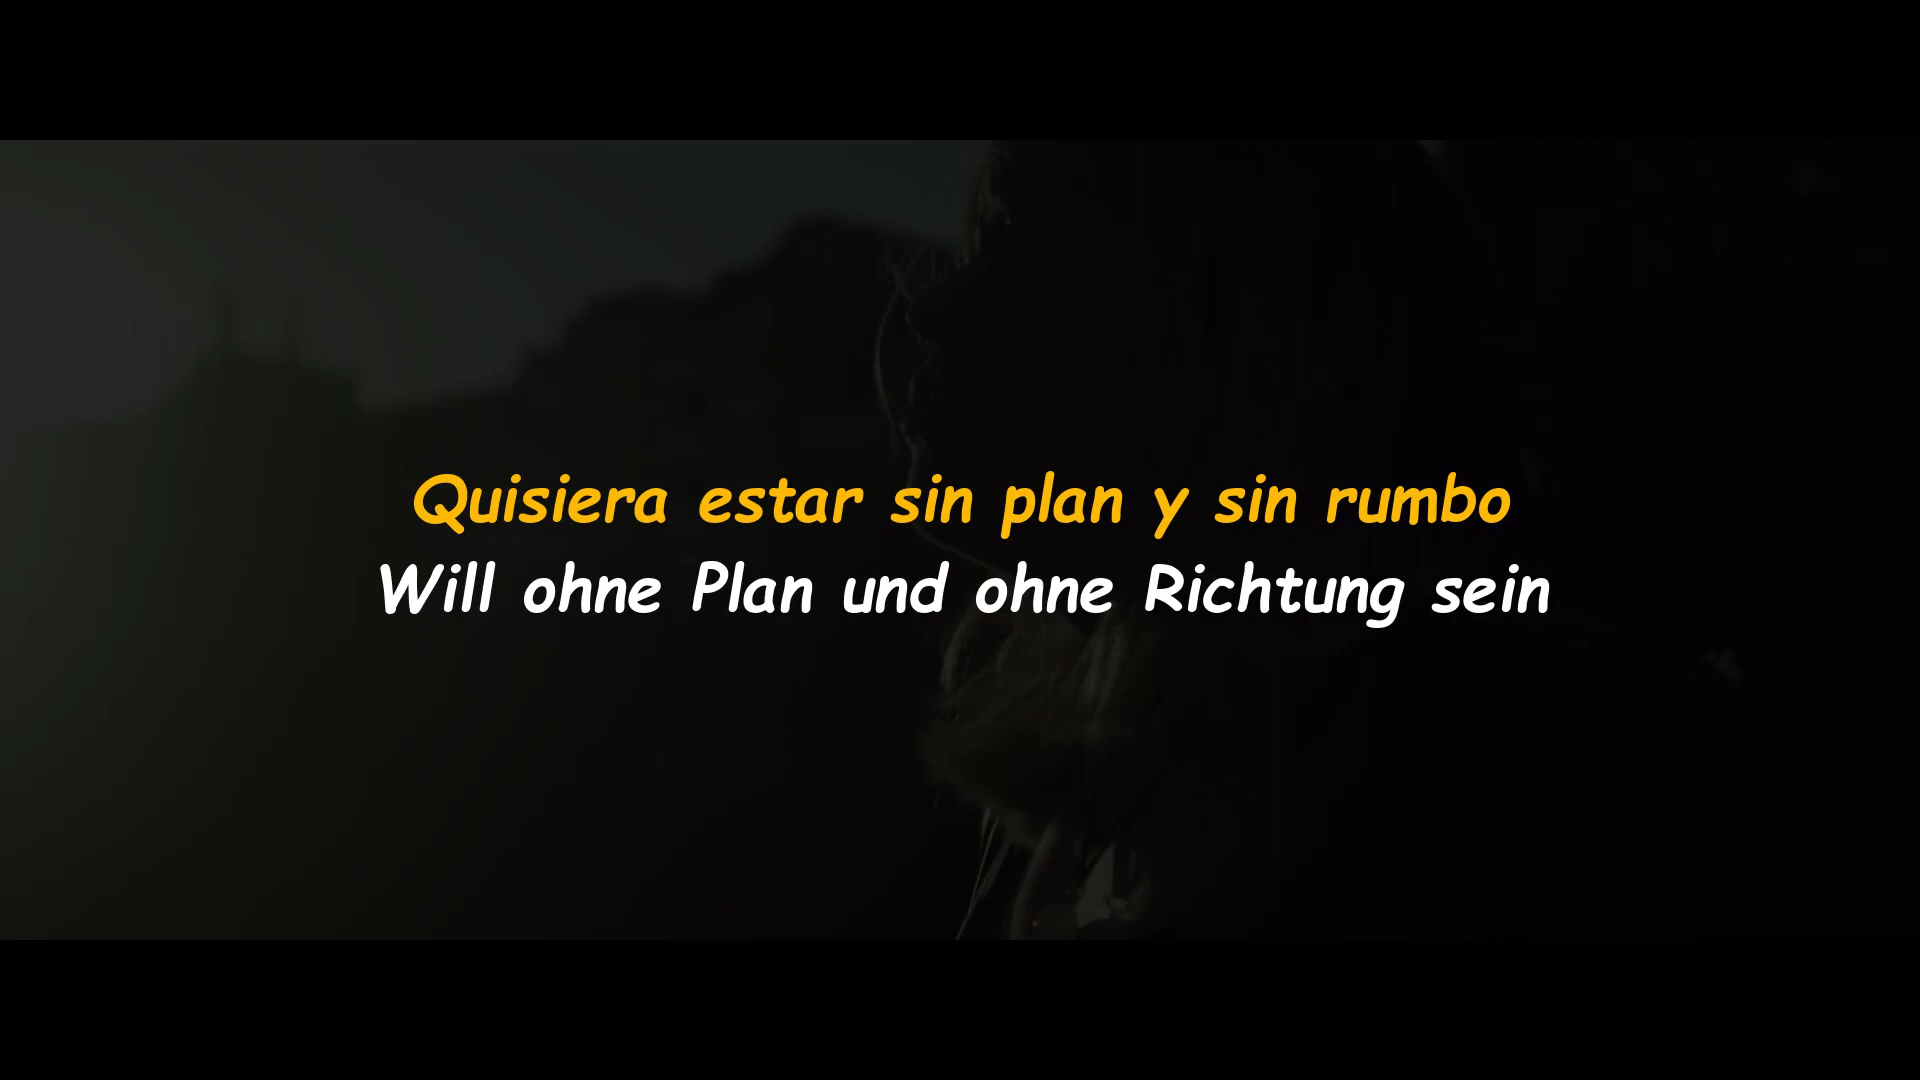 Quisiera estar sin plan y sin rumbo
Will ohne Plan und ohne Richtung sein